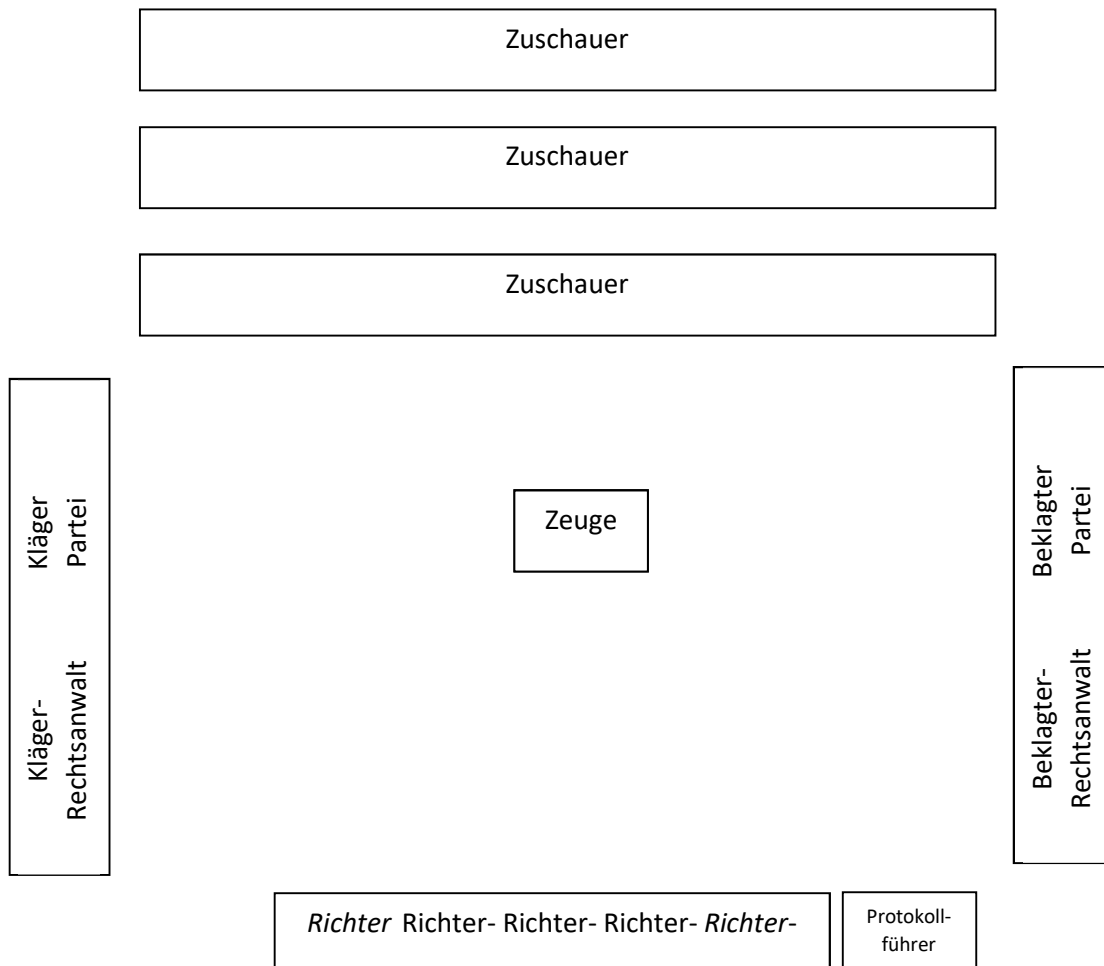 Zuschauer
Zuschauer
Zuschauer
Kläger
Partei
Zeuge
Beklagter
Partei
Kläger-
Rechtsanwalt
Beklagter-
Rechtsanwalt
Richter Richter- Richter- Richter- Richter-
Protokoll-
führer